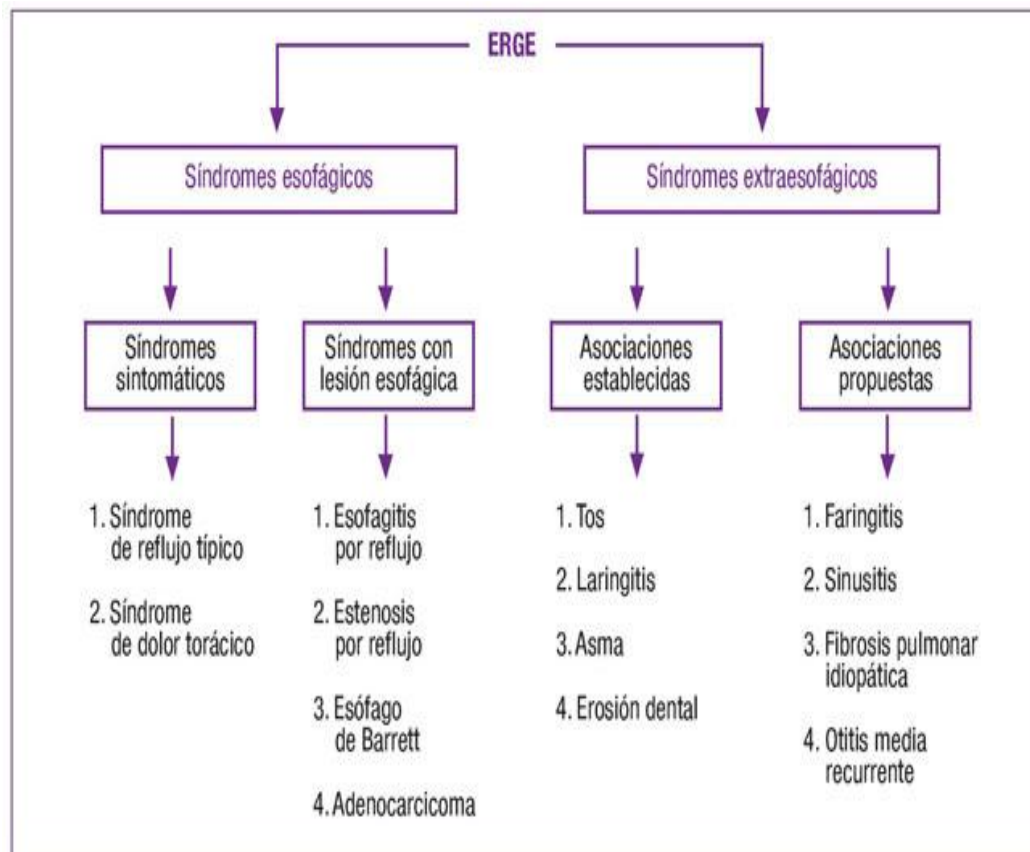 ERGE
Síndromes esofágicos
Síndromes extraesofágicos
Síndromes
sintomáticos
Síndromes con
lesión esofágica
Asociaciones
establecidas
Asociaciones
propuestas
1. Síndrome
de reflujo típico
2. Síndrome
de dolor torácico
1. Esofagitis
por reflujo
2. Estenosis
por reflujo
3. Esófago
de Barrett
4. Adenocarcicoma
1. Tos
2. Laringitis
3. Asma
4. Erosión dental
1. Faringitis
2. Sinusitis
3. Fibrosis pulmonar
idiopática
4. Otitis media
recurrente